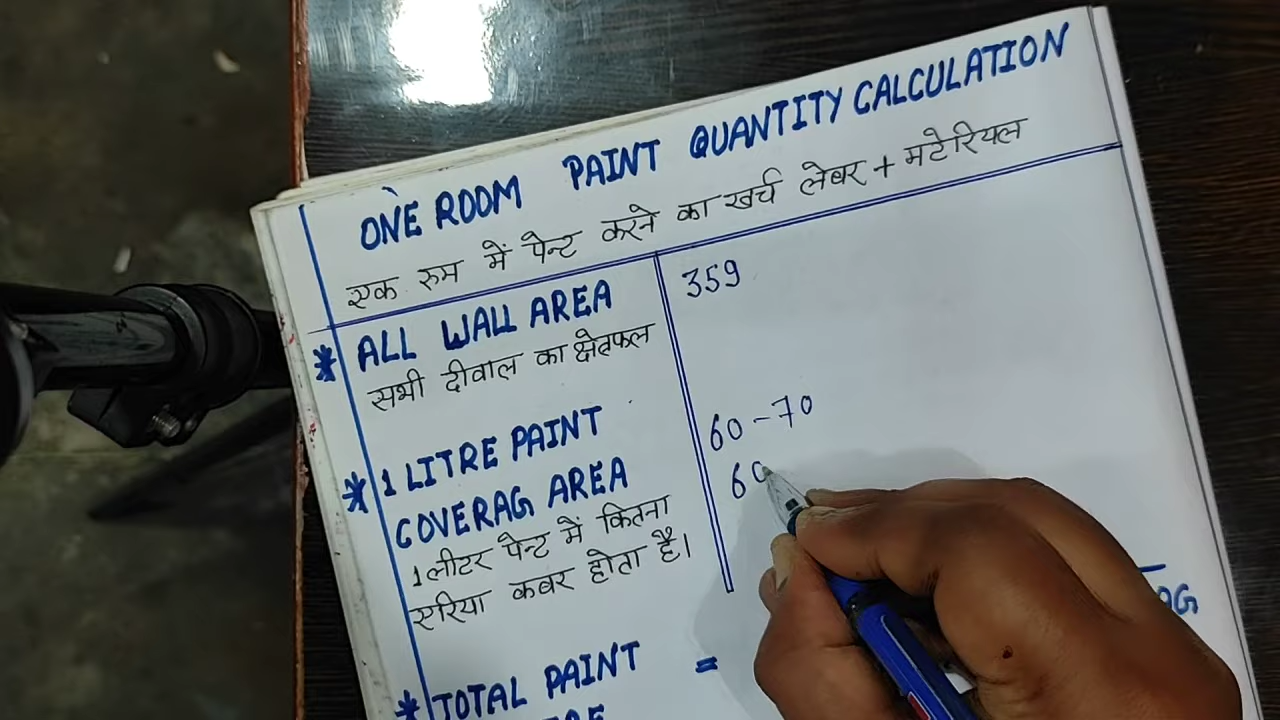 ONE ROOM PAINT QUANTITY CALCULATION
एक रुम में पेन्ट करने का खर्च लेबर + मटेरियल
* ALL WALL AREA
359
सभी दीवाल का क्षेत्रफल
* 1 LITRE PAINT
60-70
COVERAG AREA
60
1 लीटर पेन्ट में कितना
एरिया कवर होता है।
* TOTAL PAINT =